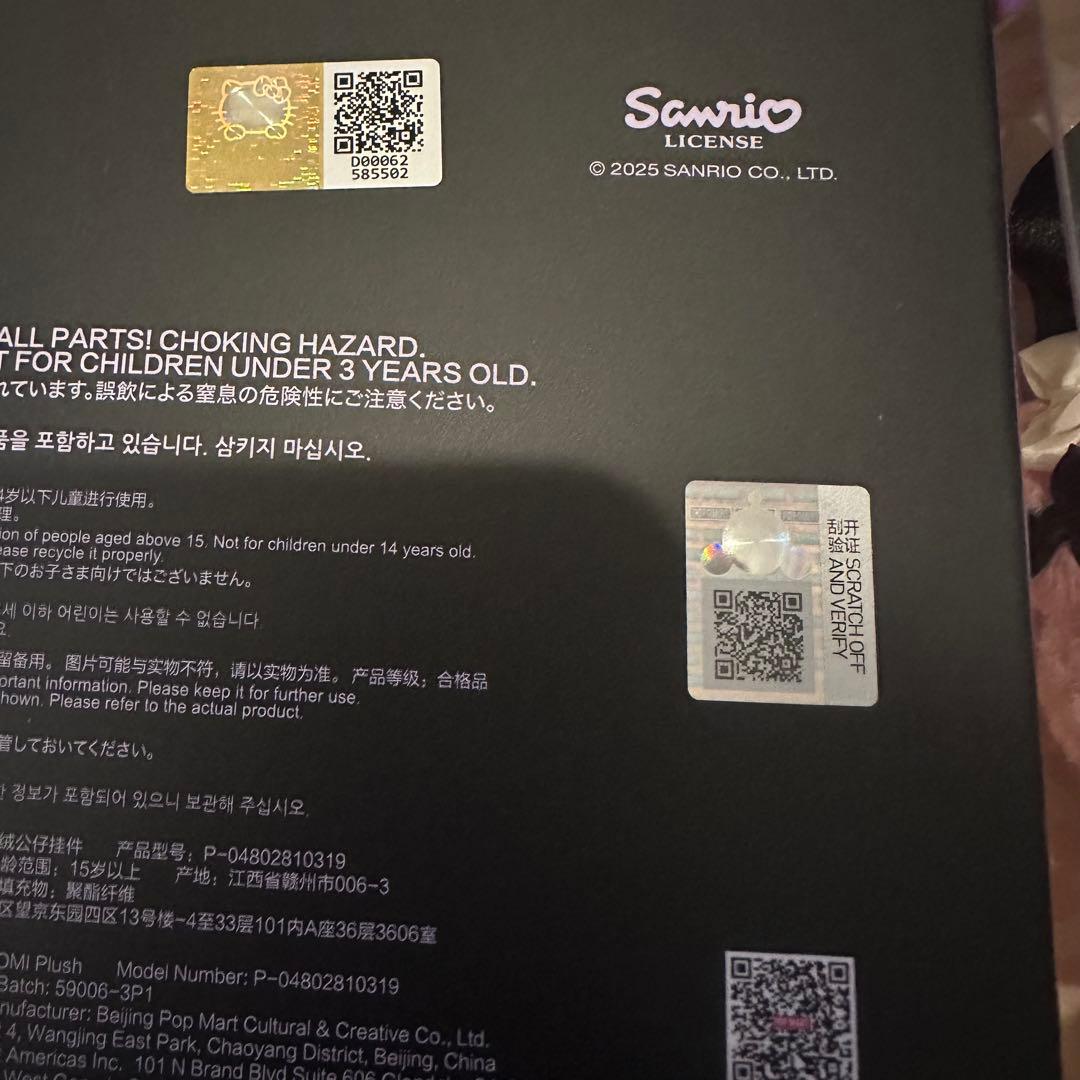 D00062
585502
Sanrio
LICENSE
© 2025 SANRIO CO., LTD.
ALL PARTS! CHOKING HAZARD.
T FOR CHILDREN UNDER 3 YEARS OLD.
れています。誤飲による窒息の危険性にご注意ください。
품을 포함하고 있습니다. 삼키지 마십시오.
4岁以下儿童进行使用。
理。
ion of people aged above 15. Not for children under 14 years old.
ease recycle it properly.
下のお子さま向けではございません。
세 이하 어린이는 사용할 수 없습니다.
요.
留备用。 图片可能与实物不符，请以实物为准。 产品等级：合格品
ortant information. Please keep it for further use.
hown. Please refer to the actual product.
管しておいてください。
한 정보가 포함되어 있으니 보관해 주십시오.
刮开
验证 SCRATCH OFF
AND VERIFY
绒公仔挂件 产品型号：P-04802810319
龄范围：15岁以上 产地：江西省赣州市006-3
填充物：聚酯纤维
区望京东园四区13号楼-4至33层101内A座36层3606室
OMI Plush Model Number: P-04802810319
Batch: 59006-3P1
nufacturer: Beijing Pop Mart Cultural & Creative Co., Ltd.
4, Wangjing East Park, Chaoyang District, Beijing, China
Americas Inc. 101 N Brand Blvd Suite 606